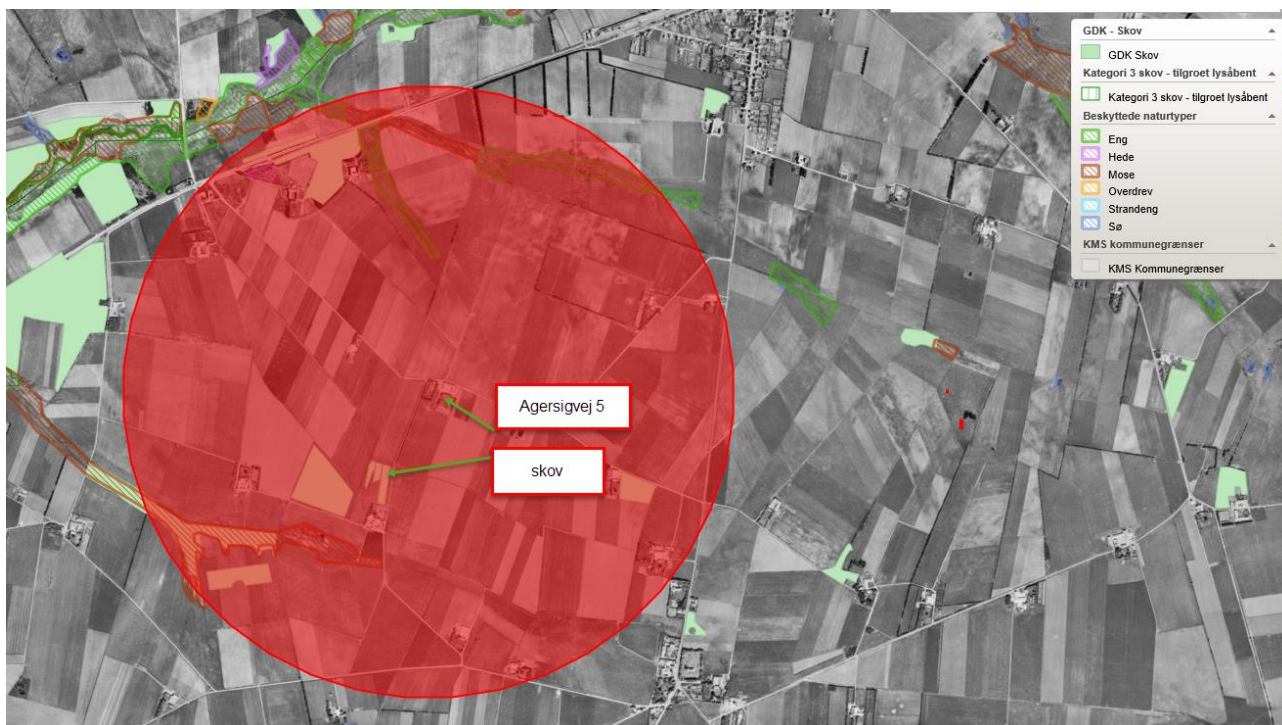 GDK - Skov
GDK Skov
Kategori 3 skov - tilgroet lysåbent
Kategori 3 skov - tilgroet lysåbent
Beskyttede naturtyper
Eng
Hede
Mose
Overdrev
Strandeng
Sø
KMS kommunegrænser
KMS Kommunegrænser
Agersigvej 5
skov